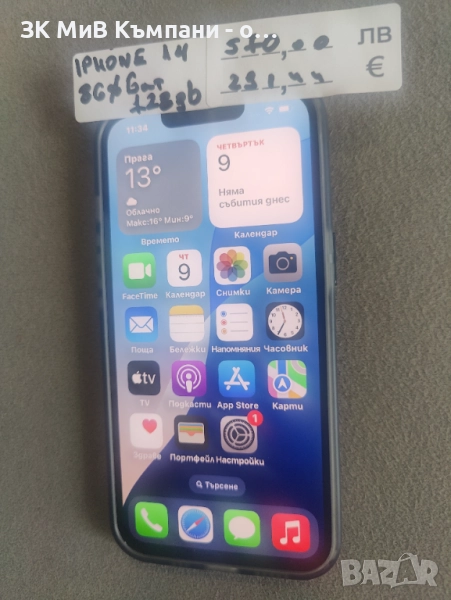 ЗК МиВ Къмпани - о...
IPHONE 14
128gb
570,00 ЛВ
291,44 €
11:24
Прага
13°
Облачно
Макс:16° Мин:9°
Времето
ЧЕТВЪРТЪК
9
Няма
събития днес
Календар
FaceTime
ЧТ
9
Календар
Снимки
Камера
Поща
Бележки
Напомняния
Часовник
tv
TV
Подкасти
App Store
Карти
Здраве
Портфейл
1
Настройки
Търсене
BAZAR